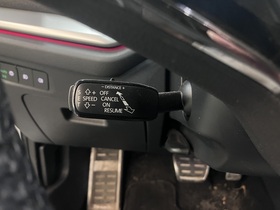 - DISTANCE +
+ OFF
E SPEED CANCEL
- ON
RESUME